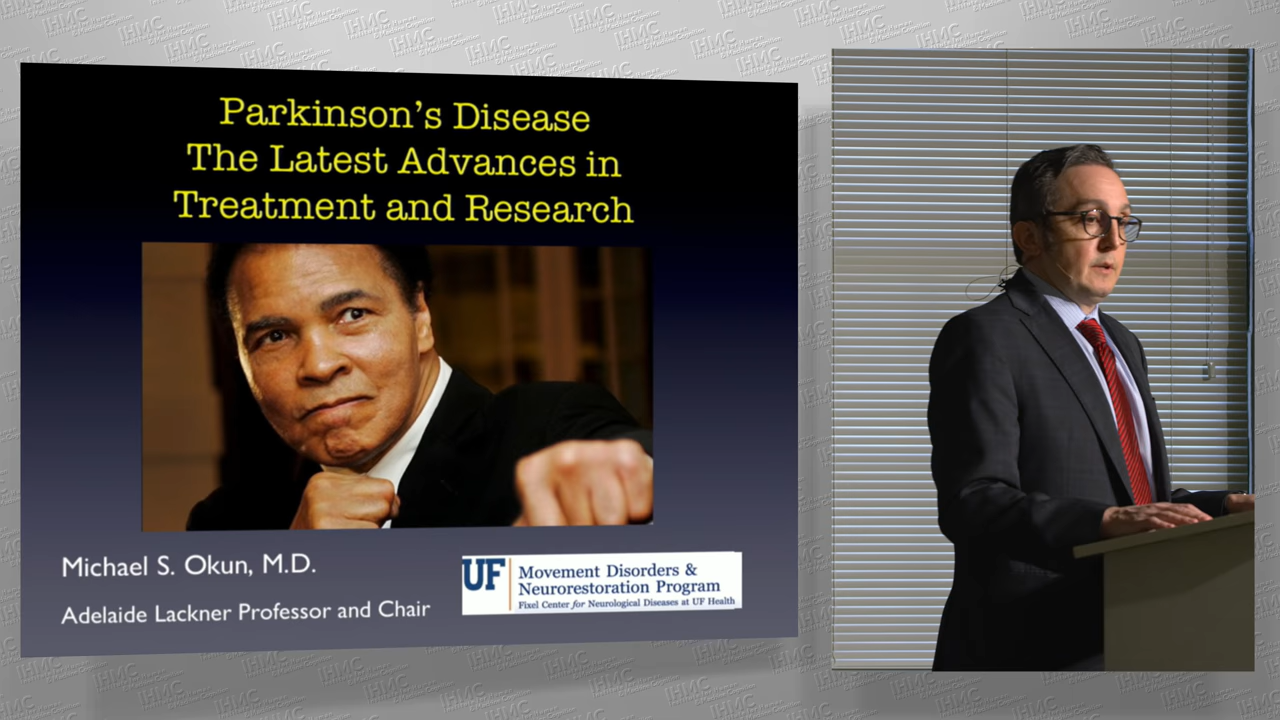 Parkinson's Disease
The Latest Advances in
Treatment and Research
Michael S. Okun, M.D.
Adelaide Lackner Professor and Chair
UF
Movement Disorders &
Neurorestoration Program
Fixel Center for Neurological Diseases at UF Health
IHMC